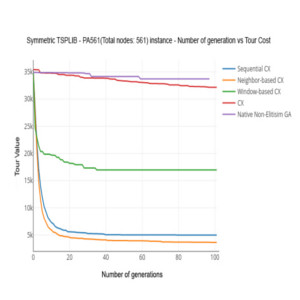 Symmetric TSPLIB - PA561(Total nodes: 561) instance - Number of generation vs Tour Cost
Sequential CX
Neighbor-based CX
Window-based CX
CX
Native Non-Elitisim GA
35k
30k
25k
20k
15k
10k
5k
Tour Value
0
20
40
60
80
100
Number of generations